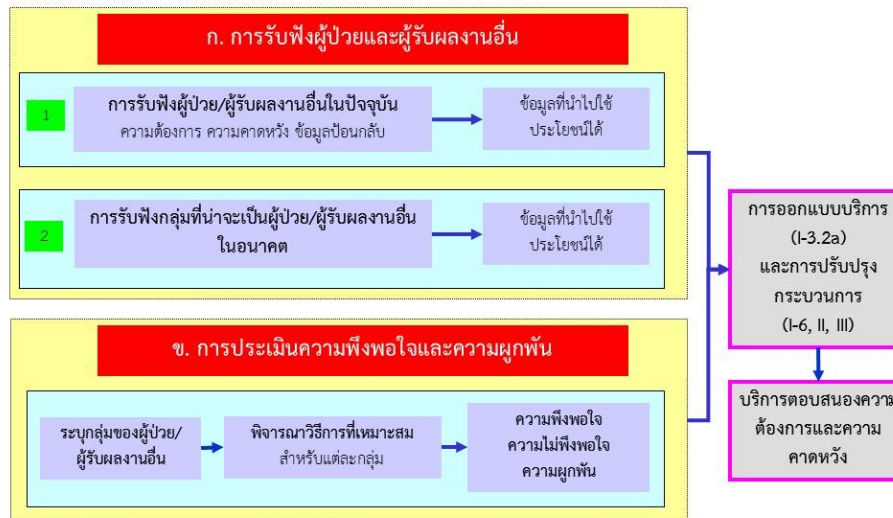 ก. การรับฟังผู้ป่วยและผู้รับผลงานอื่น
1
การรับฟังผู้ป่วย/ผู้รับผลงานอื่นในปัจจุบัน
ความต้องการ ความคาดหวัง ข้อมูลป้อนกลับ
ข้อมูลที่นำไปใช้
ประโยชน์ได้
2
การรับฟังกลุ่มที่น่าจะเป็นผู้ป่วย/ผู้รับผลงานอื่น
ในอนาคต
ข้อมูลที่นำไปใช้
ประโยชน์ได้
ข. การประเมินความพึงพอใจและความผูกพัน
ระบุกลุ่มของผู้ป่วย/
ผู้รับผลงานอื่น
พิจารณาวิธีการที่เหมาะสม
สำหรับแต่ละกลุ่ม
ความพึงพอใจ
ความไม่พึงพอใจ
ความผูกพัน
การออกแบบบริการ
(I-3.2a)
และการปรับปรุง
กระบวนการ
(I-6, II, III)
บริการตอบสนองความ
ต้องการและความ
คาดหวัง